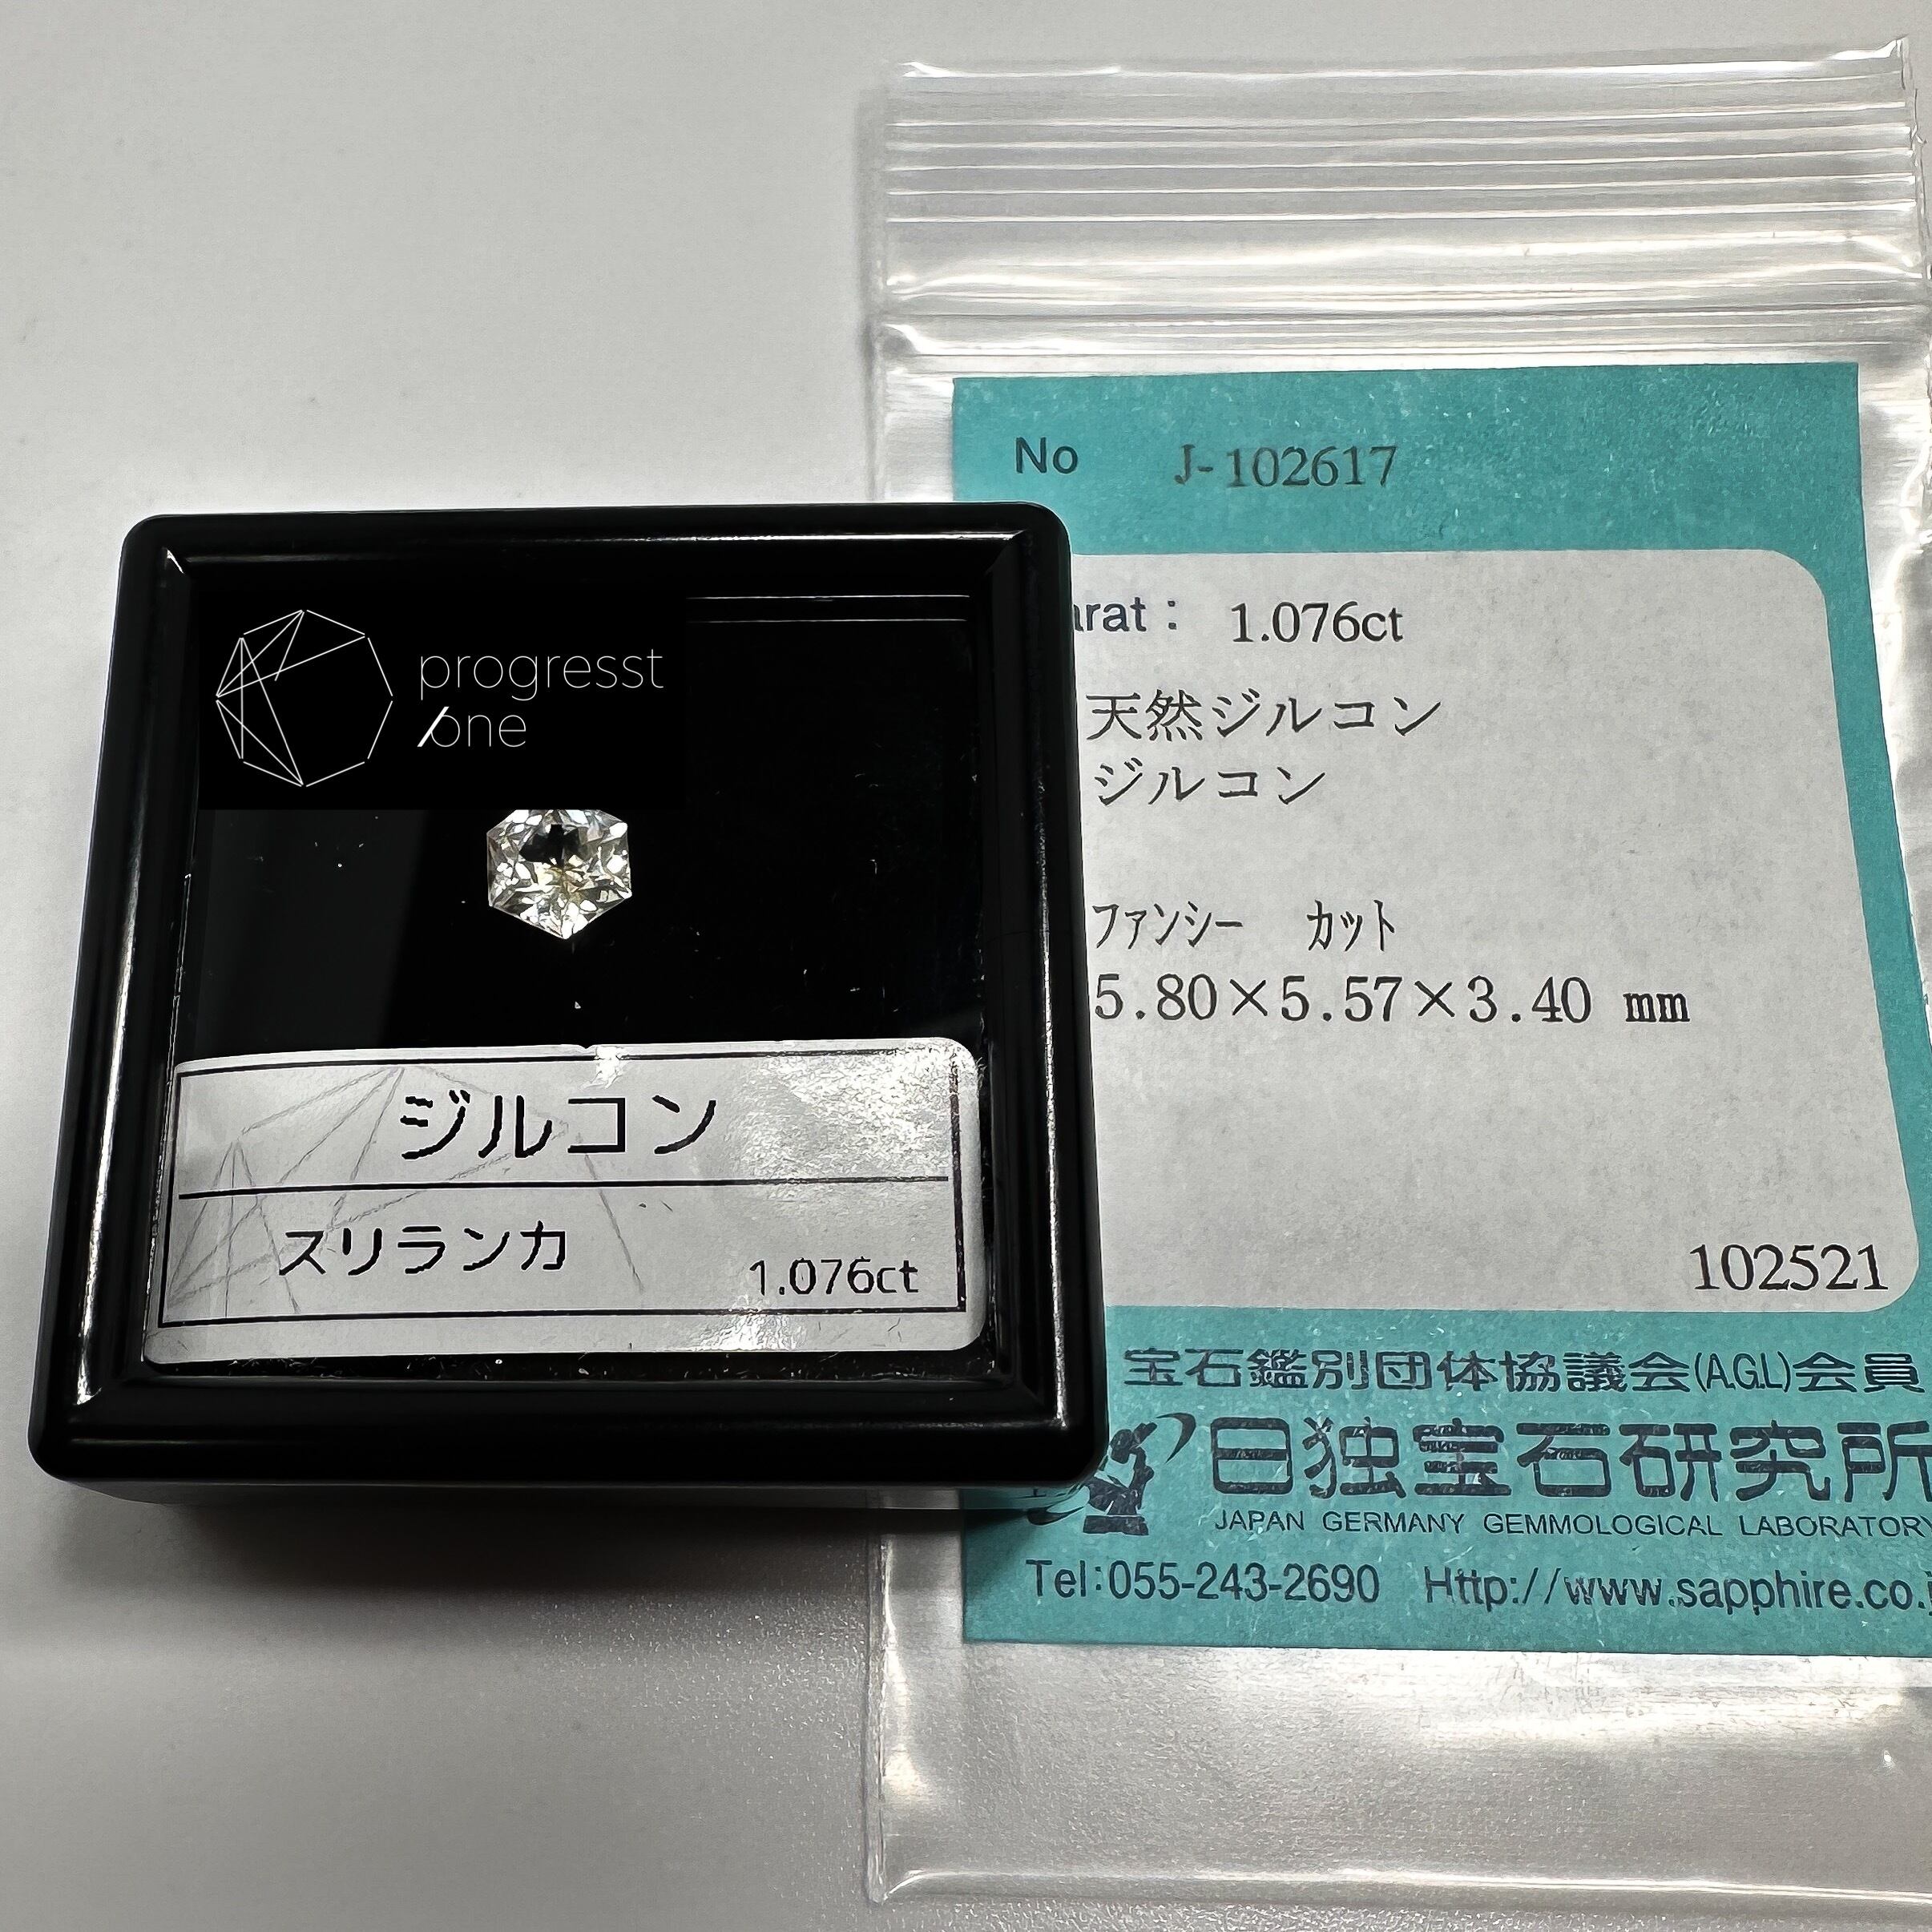 progresst
one
ジルコン
スリランカ
1.076ct
No J-102617
arat : 1.076ct
天然ジルコン
ジルコン
ファンシー カット
5.80×5.57×3.40 mm
102521
宝石鑑別団体協議会(A.G.L)会員
日独宝石研究所
JAPAN GERMANY GEMMOLOGICAL LABORATORY
Tel:055-243-2690 Http://www.sapphire.co.j